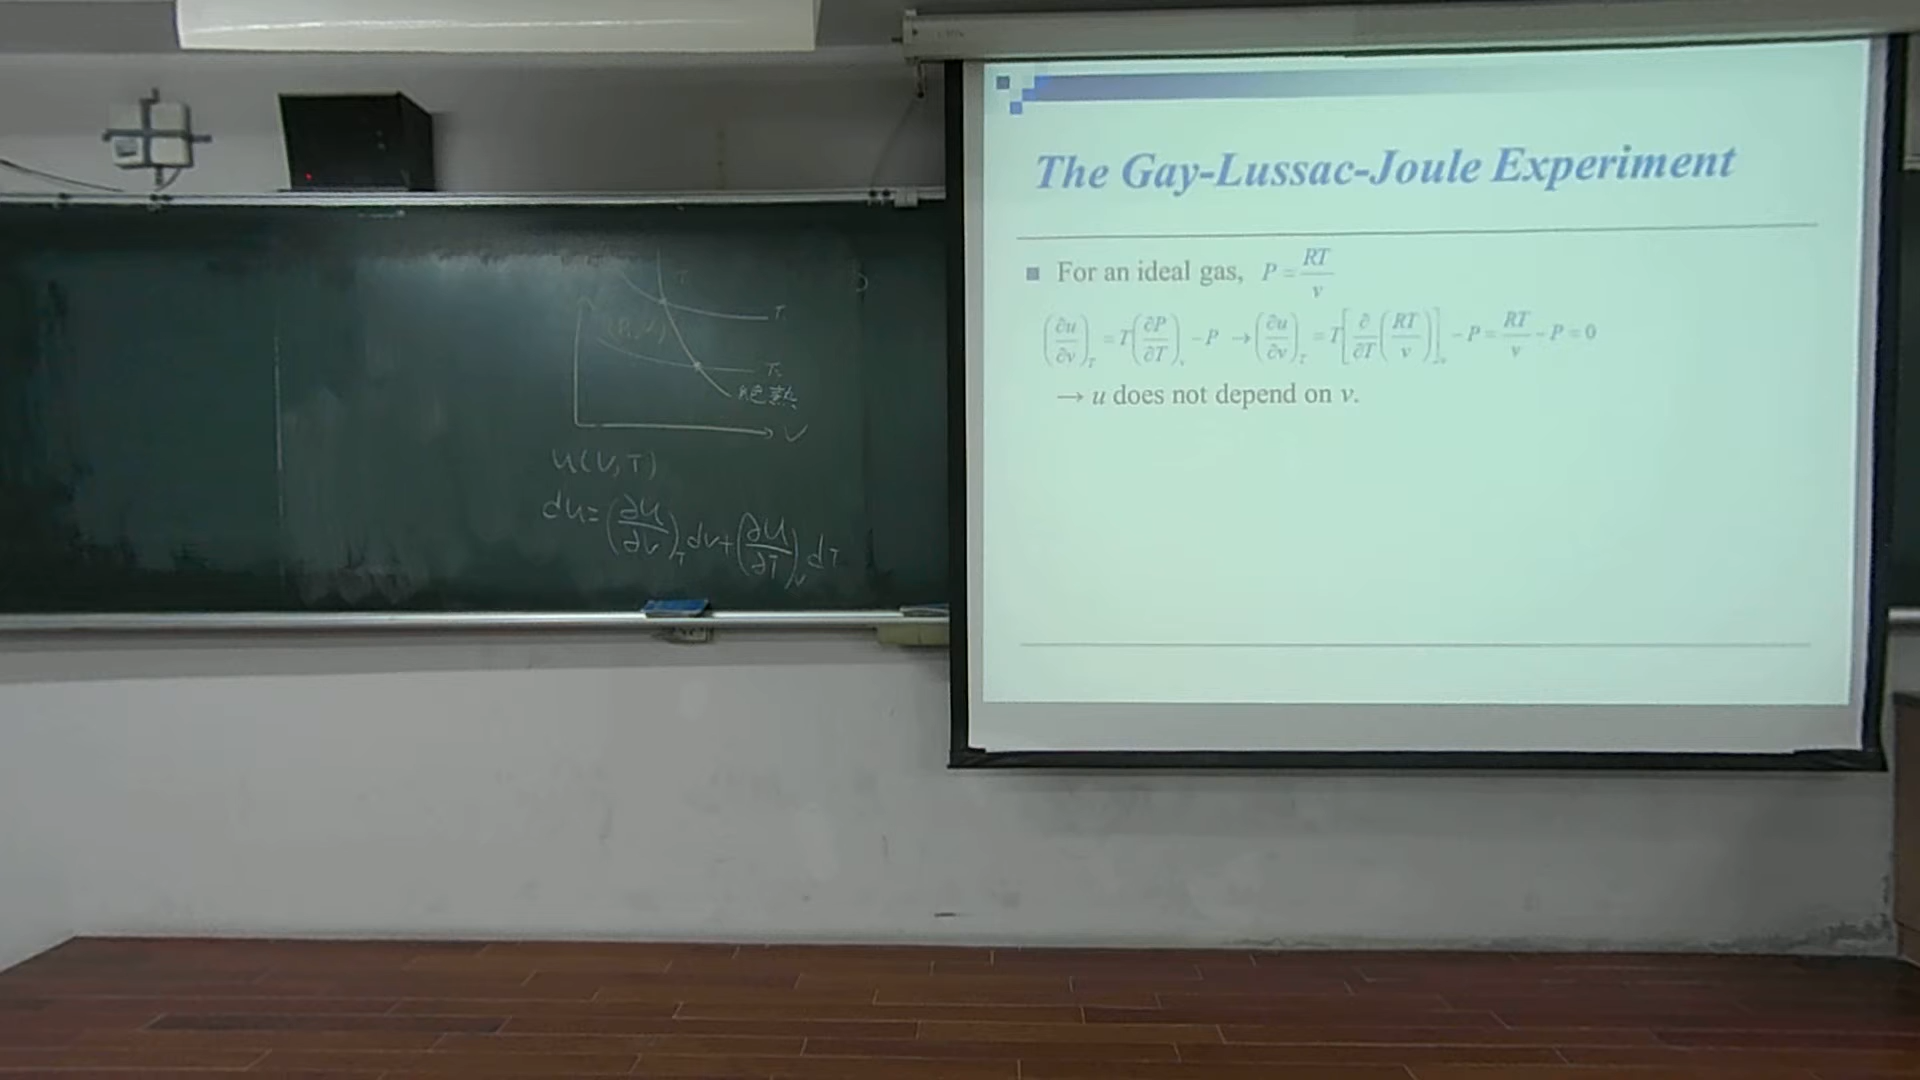 T
T₂
絕熱
V
u(v,T)
du=(∂u/∂v)_T dv+(∂u/∂T)_v dT
The Gay-Lussac-Joule Experiment
For an ideal gas, P = RT/v
(∂u/∂v)_T = T(∂P/∂T)_v - P → (∂u/∂v)_T = T[∂/∂T(RT/v)]_v - P = RT/v - P = 0
→ u does not depend on v.